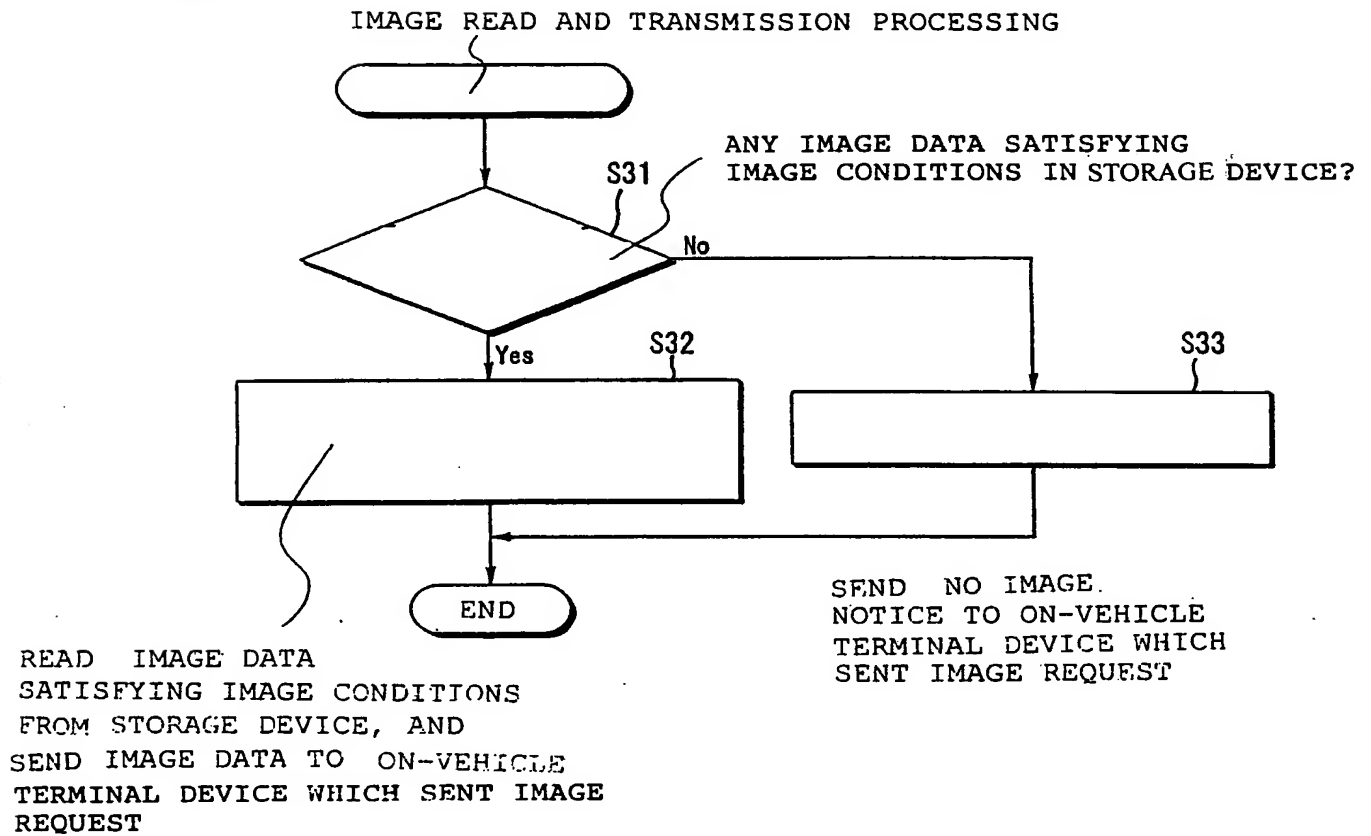 IMAGE READ AND TRANSMISSION PROCESSING
ANY IMAGE DATA SATISFYING
IMAGE CONDITIONS IN STORAGE DEVICE?
S31
No
Yes
S32
S33
END
SEND NO IMAGE.
NOTICE TO ON-VEHICLE
TERMINAL DEVICE WHICH
SENT IMAGE REQUEST
READ IMAGE DATA
SATISFYING IMAGE CONDITIONS
FROM STORAGE DEVICE, AND
SEND IMAGE DATA TO ON-VEHICLE
TERMINAL DEVICE WHICH SENT IMAGE
REQUEST